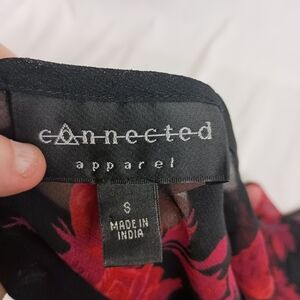 connected
apparel
S
MADE IN
INDIA